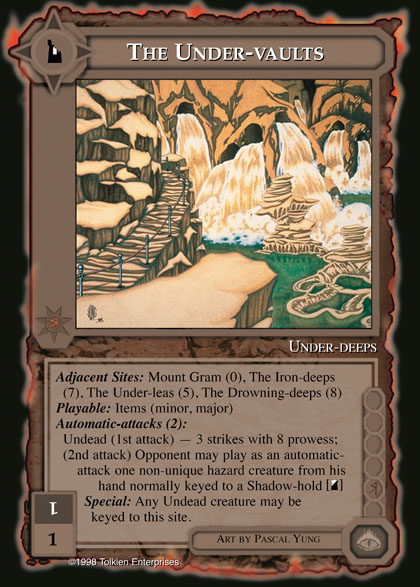 THE UNDER-VAULTS
UNDER-DEEPS
Adjacent Sites: Mount Gram (0), The Iron-deeps
(7), The Under-leas (5), The Drowning-deeps (8)
Playable: Items (minor, major)
Automatic-attacks (2):
Undead (1st attack) — 3 strikes with 8 prowess;
(2nd attack) Opponent may play as an automatic-
attack one non-unique hazard creature from his
hand normally keyed to a Shadow-hold []
Special: Any Undead creature may be
keyed to this site.
1
1
ART BY PASCAL YUNG
©1998 Tolkien Enterprises